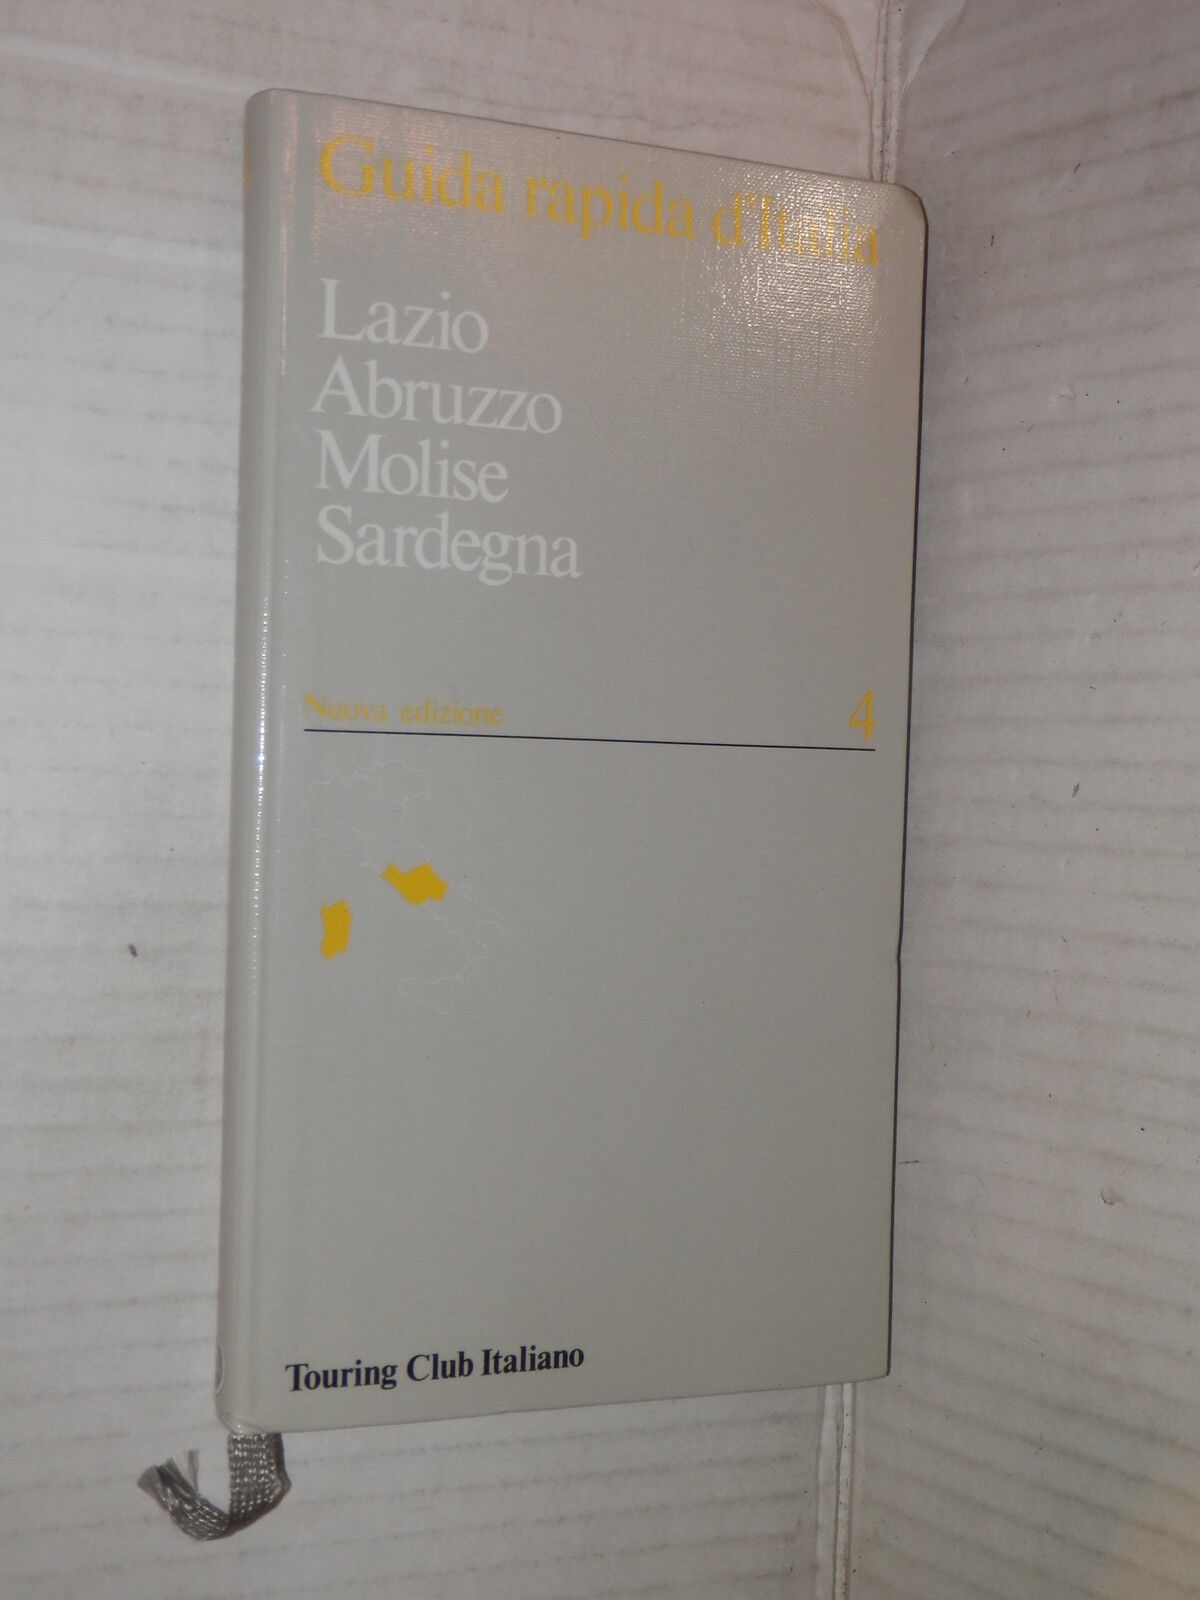 Guida rapida d'Italia
Lazio
Abruzzo
Molise
Sardegna
Nuova edizione 4
Touring Club Italiano